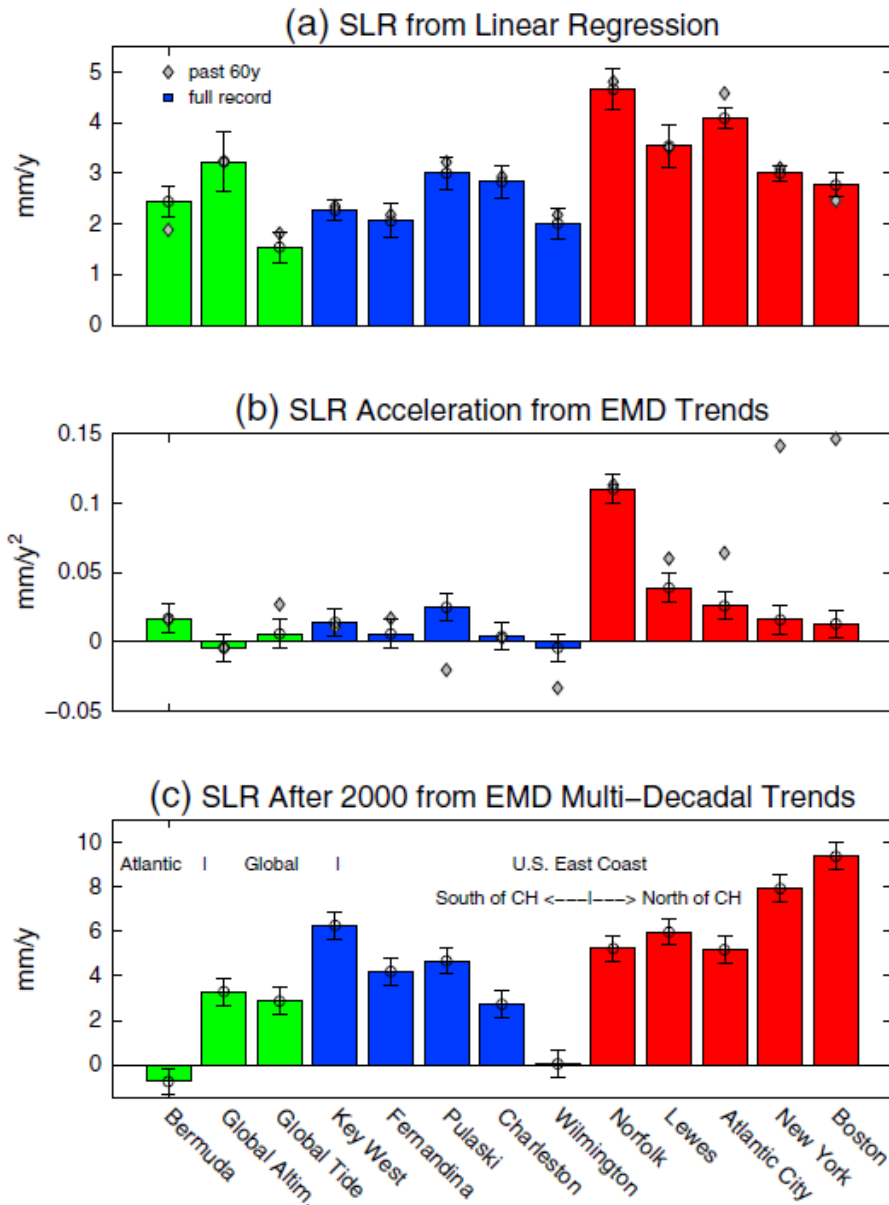 (a) SLR from Linear Regression
past 60y
full record
5
4
3
2
1
0
mm/y
(b) SLR Acceleration from EMD Trends
0.15
0.1
0.05
0
−0.05
mm/y²
(c) SLR After 2000 from EMD Multi−Decadal Trends
10
8
6
4
2
0
mm/y
Atlantic | Global | U.S. East Coast
South of CH <−−−|−−−> North of CH
Bermuda
Global Altim.
Global Tide
Key West
Fernandina
Pulaski
Charleston
Wilmington
Norfolk
Lewes
Atlantic City
New York
Boston